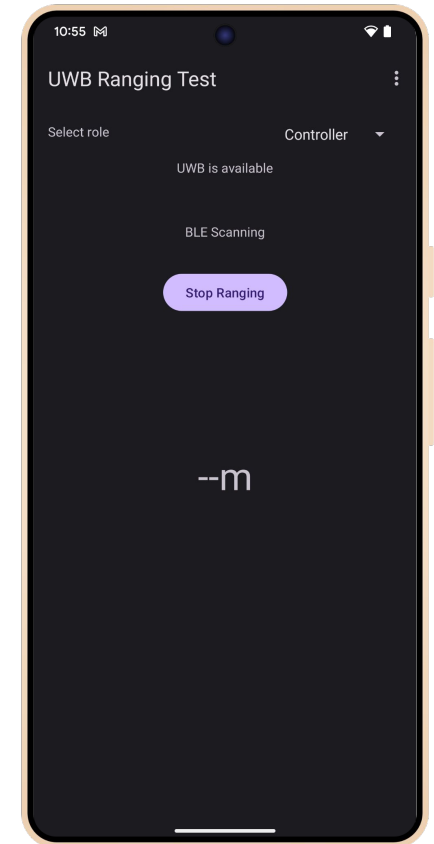 10:55
UWB Ranging Test
Select role
Controller
UWB is available
BLE Scanning
Stop Ranging
--m